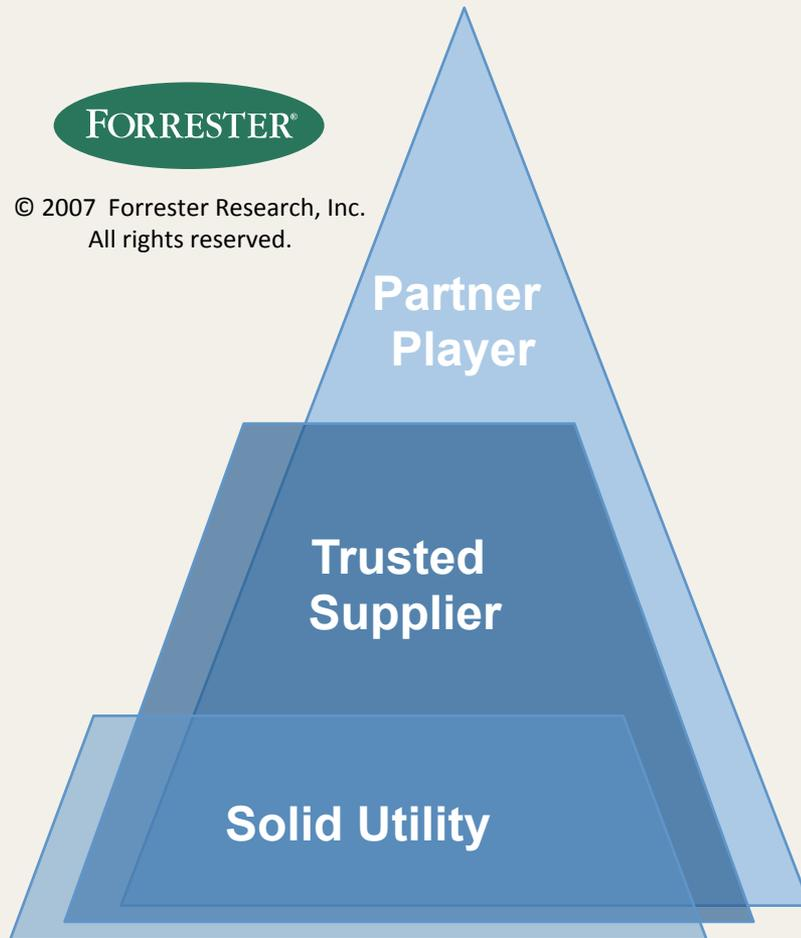 FORRESTER®
© 2007 Forrester Research, Inc.
All rights reserved.
Partner
Player
Trusted
Supplier
Solid Utility